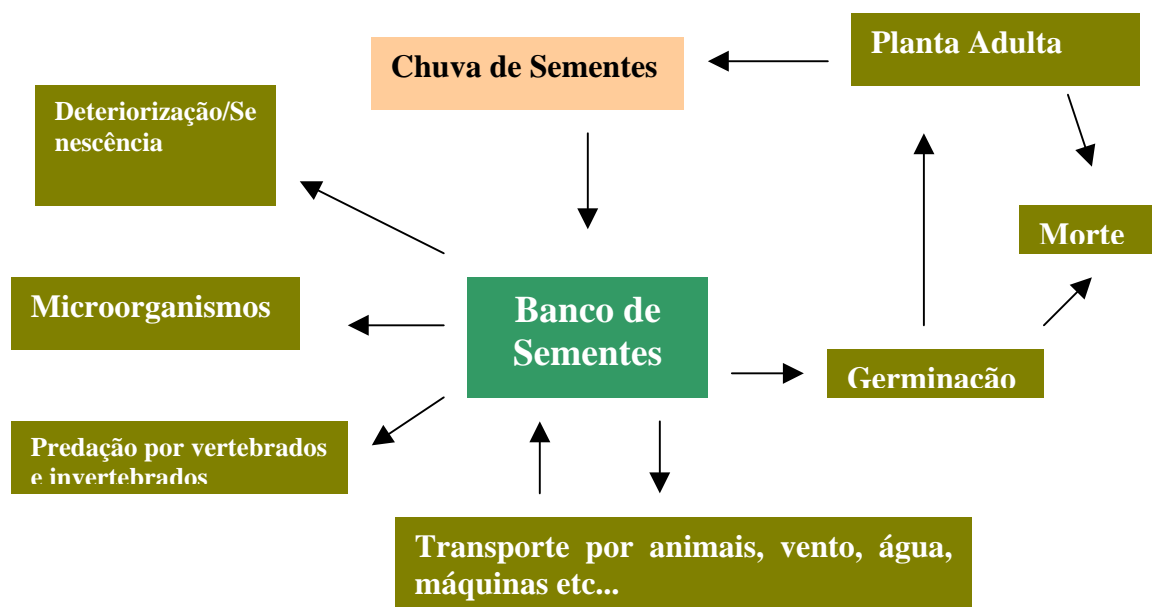 Planta Adulta
Chuva de Sementes
Deteriorização/Se
nescência
Morte
Microorganismos
Banco de
Sementes
Germinação
Predação por vertebrados
e invertebrados
Transporte por animais, vento, água,
máquinas etc...